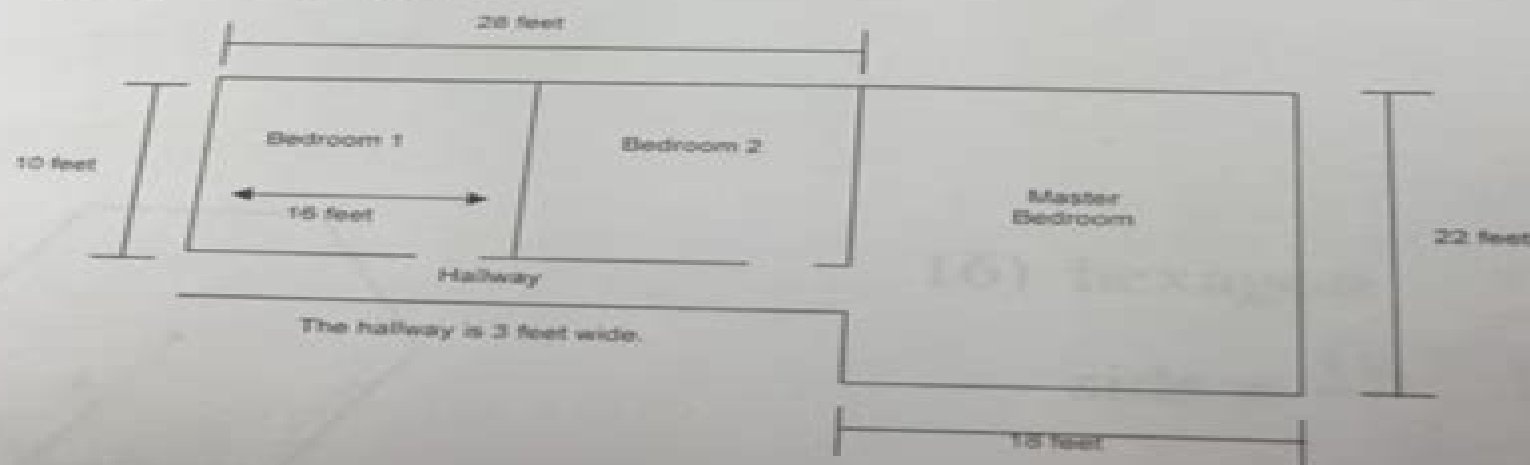 28 feet
10 feet
Bedroom 1
Bedroom 2
15 feet
Master
Bedroom
22 feet
Hallway
The hallway is 3 feet wide.
18 feet
16)